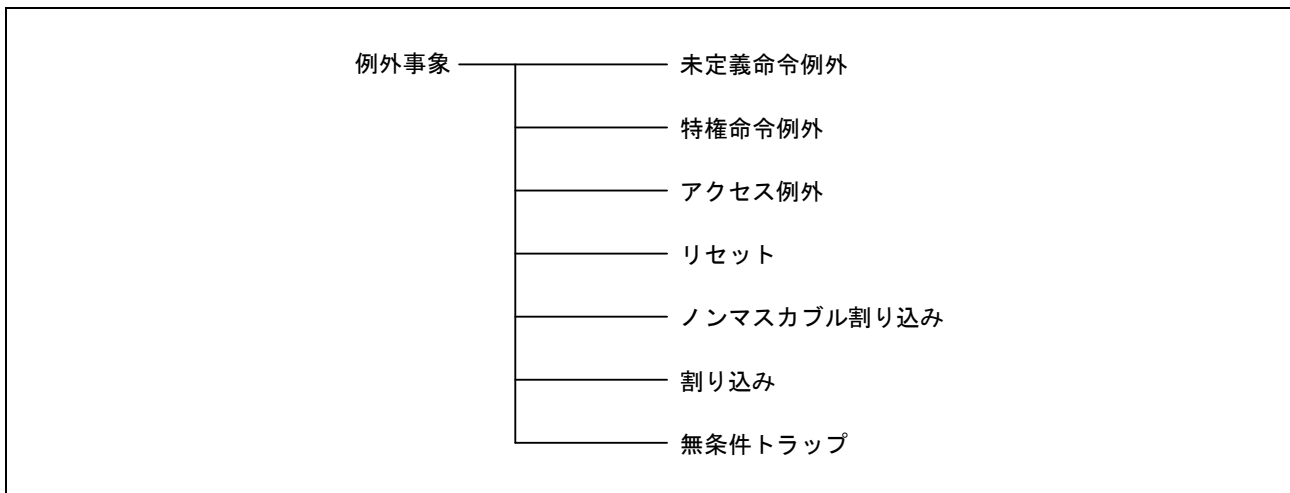 例外事象
未定義命令例外
特権命令例外
アクセス例外
リセット
ノンマスカブル割り込み
割り込み
無条件トラップ